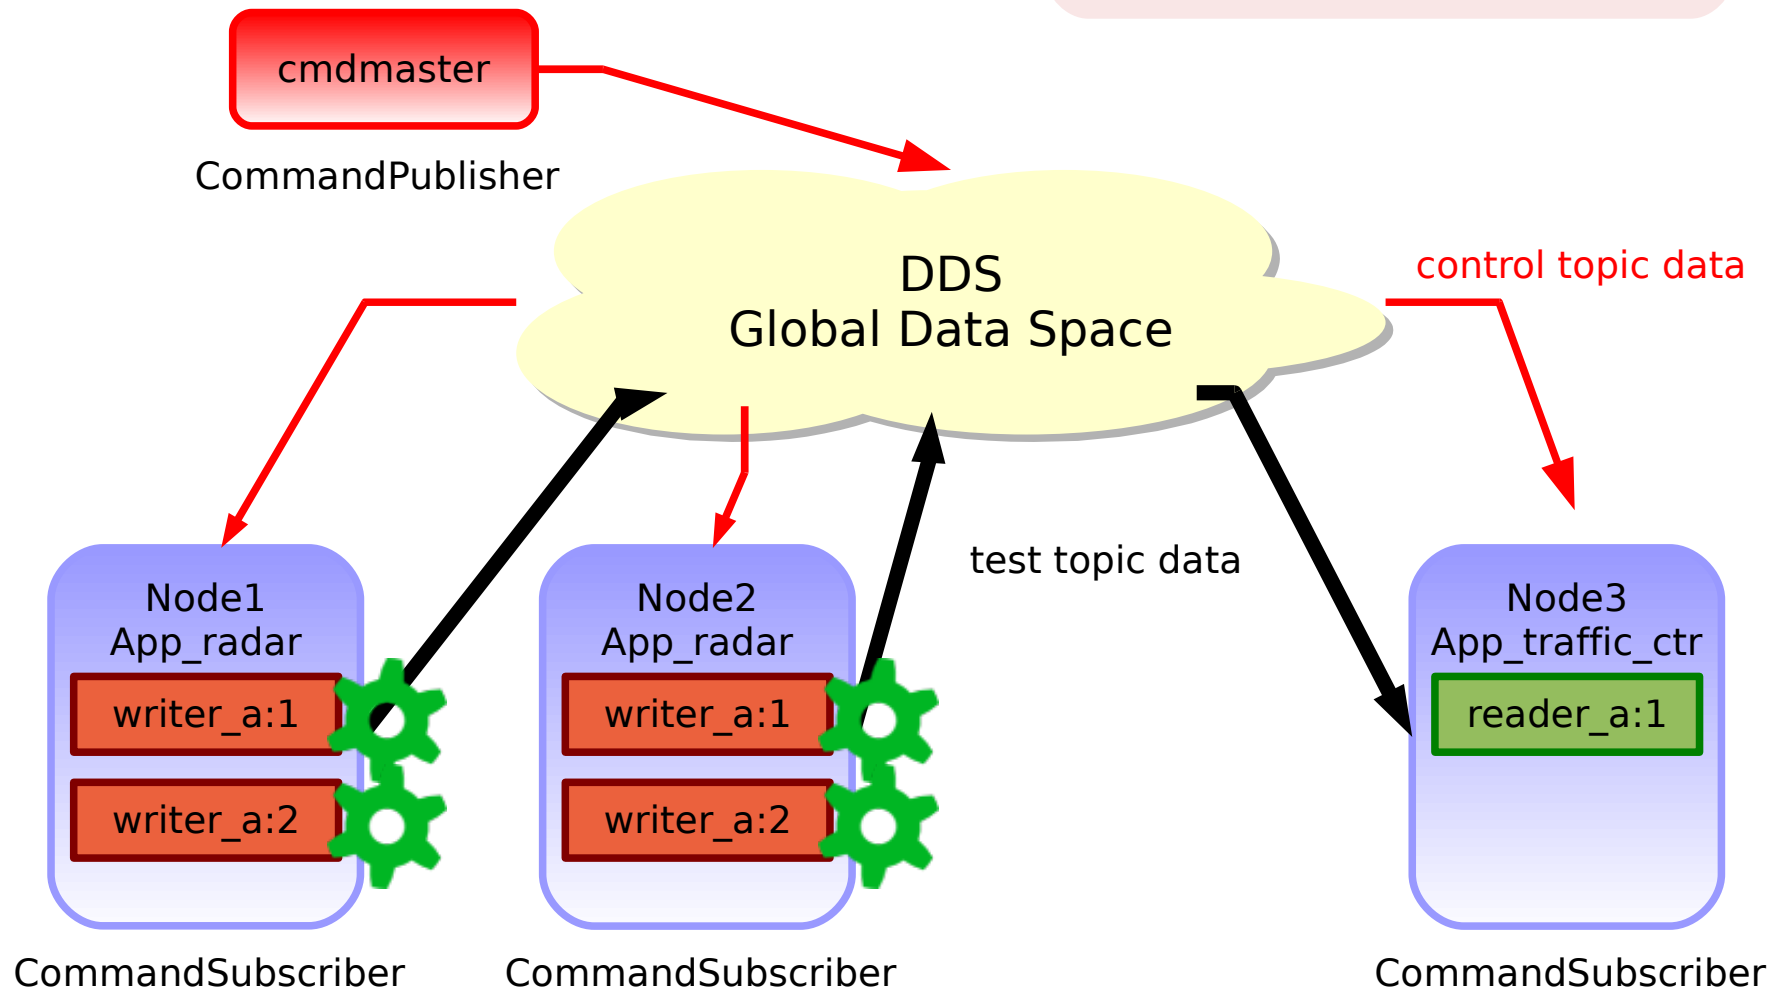 cmdmaster
CommandPublisher
DDS
Global Data Space
control topic data
test topic data
Node1
App_radar
writer_a:1
writer_a:2
CommandSubscriber
Node2
App_radar
writer_a:1
writer_a:2
CommandSubscriber
Node3
App_traffic_ctr
reader_a:1
CommandSubscriber